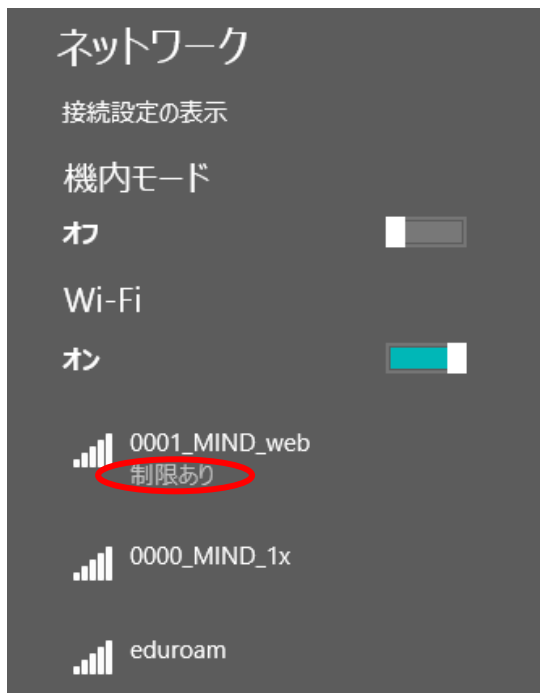 ネットワーク
接続設定の表示
機内モード
オフ
Wi-Fi
オン
0001_MIND_web
制限あり
0000_MIND_1x
eduroam